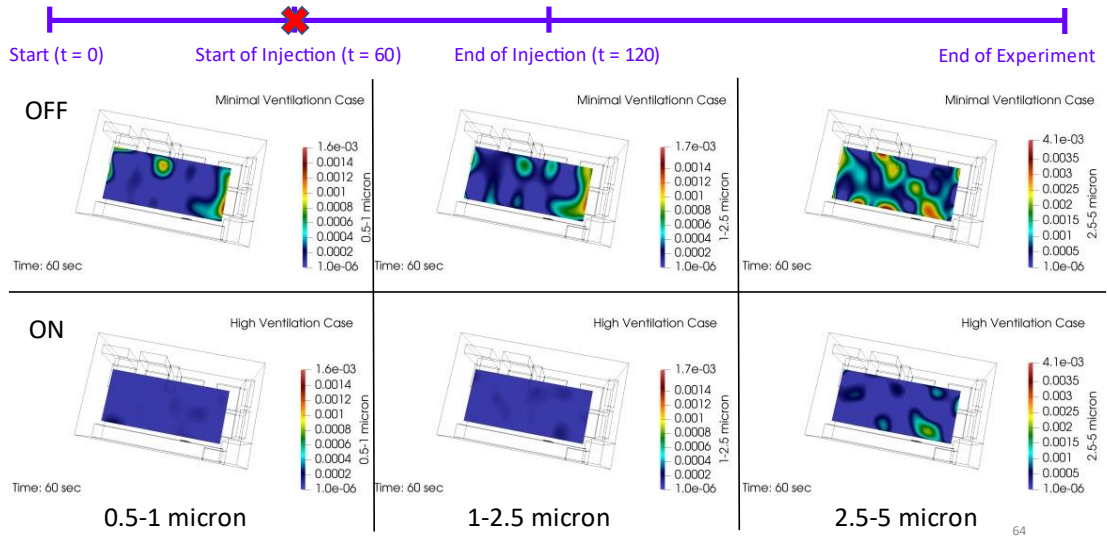 Start (t = 0)
Start of Injection (t = 60)
End of Injection (t = 120)
End of Experiment
OFF
Minimal Ventilationn Case
1.6e-03
0.0014
0.0012
0.001
0.0008
0.0006
0.0004
0.0002
1.0e-06
0.5-1 micron
Time: 60 sec
Minimal Ventilationn Case
1.7e-03
0.0014
0.0012
0.001
0.0008
0.0006
0.0004
0.0002
1.0e-06
1-2.5 micron
Time: 60 sec
Minimal Ventilationn Case
4.1e-03
0.0035
0.003
0.0025
0.002
0.0015
0.001
0.0005
1.0e-06
2.5-5 micron
Time: 60 sec
ON
High Ventilation Case
1.6e-03
0.0014
0.0012
0.001
0.0008
0.0006
0.0004
0.0002
1.0e-06
0.5-1 micron
Time: 60 sec
High Ventilation Case
1.7e-03
0.0014
0.0012
0.001
0.0008
0.0006
0.0004
0.0002
1.0e-06
1-2.5 micron
Time: 60 sec
High Ventilation Case
4.1e-03
0.0035
0.003
0.0025
0.002
0.0015
0.001
0.0005
1.0e-06
2.5-5 micron
Time: 60 sec
0.5-1 micron
1-2.5 micron
2.5-5 micron
64